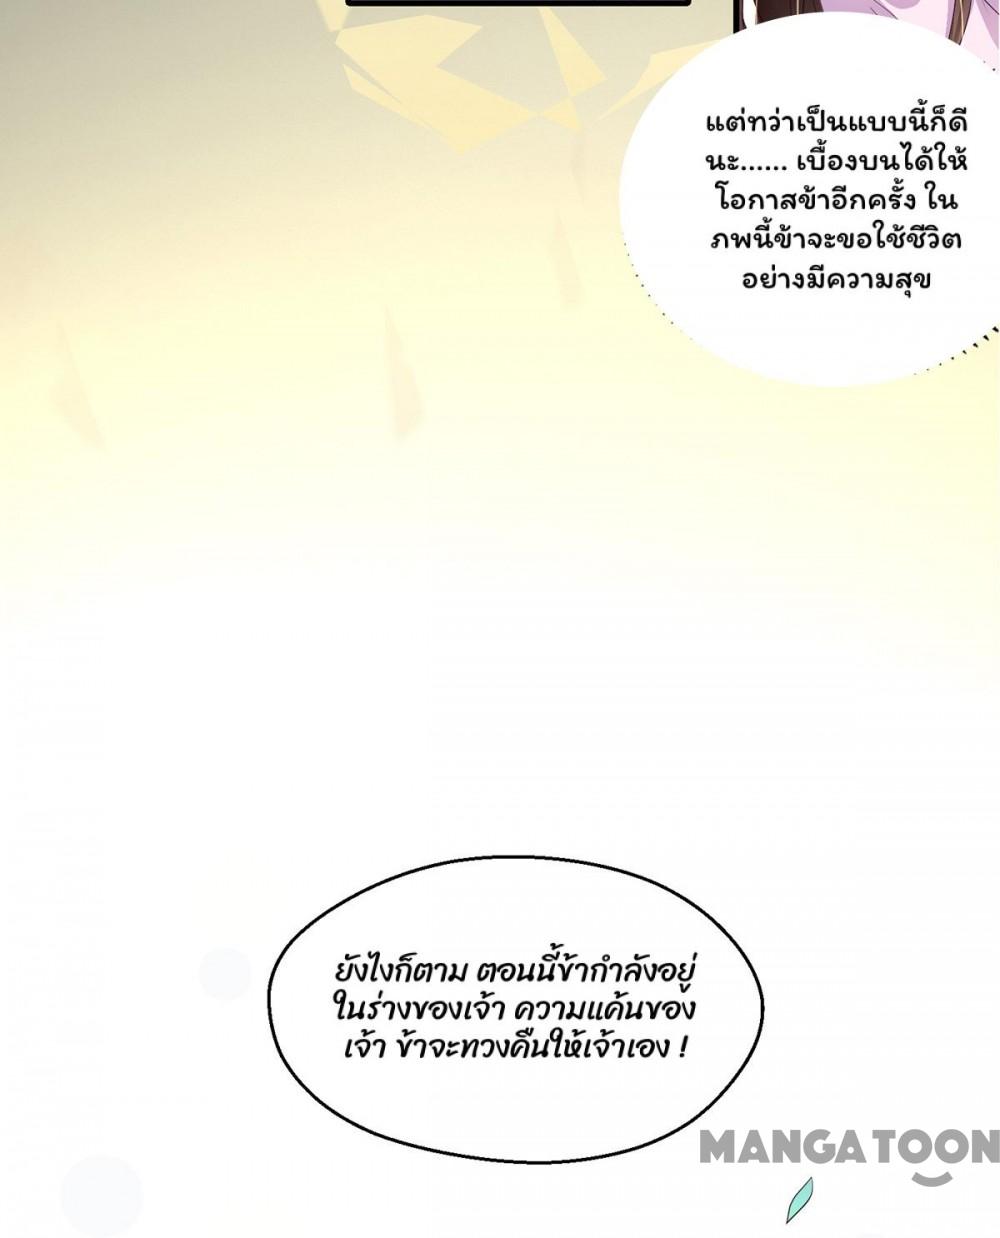 แต่ทว่าเป็นแบบนี้ก็ดี
นะ...... เบื้องบนได้ให้
โอกาสข้าอีกครั้ง ใน
ภพนี้ข้าจะขอใช้ชีวิต
อย่างมีความสุข
ยังไงก็ตาม ตอนนี้ข้ากำลังอยู่
ในร่างของเจ้า ความแค้นของ
เจ้า ข้าจะทวงคืนให้เจ้าเอง !
MANGATOON